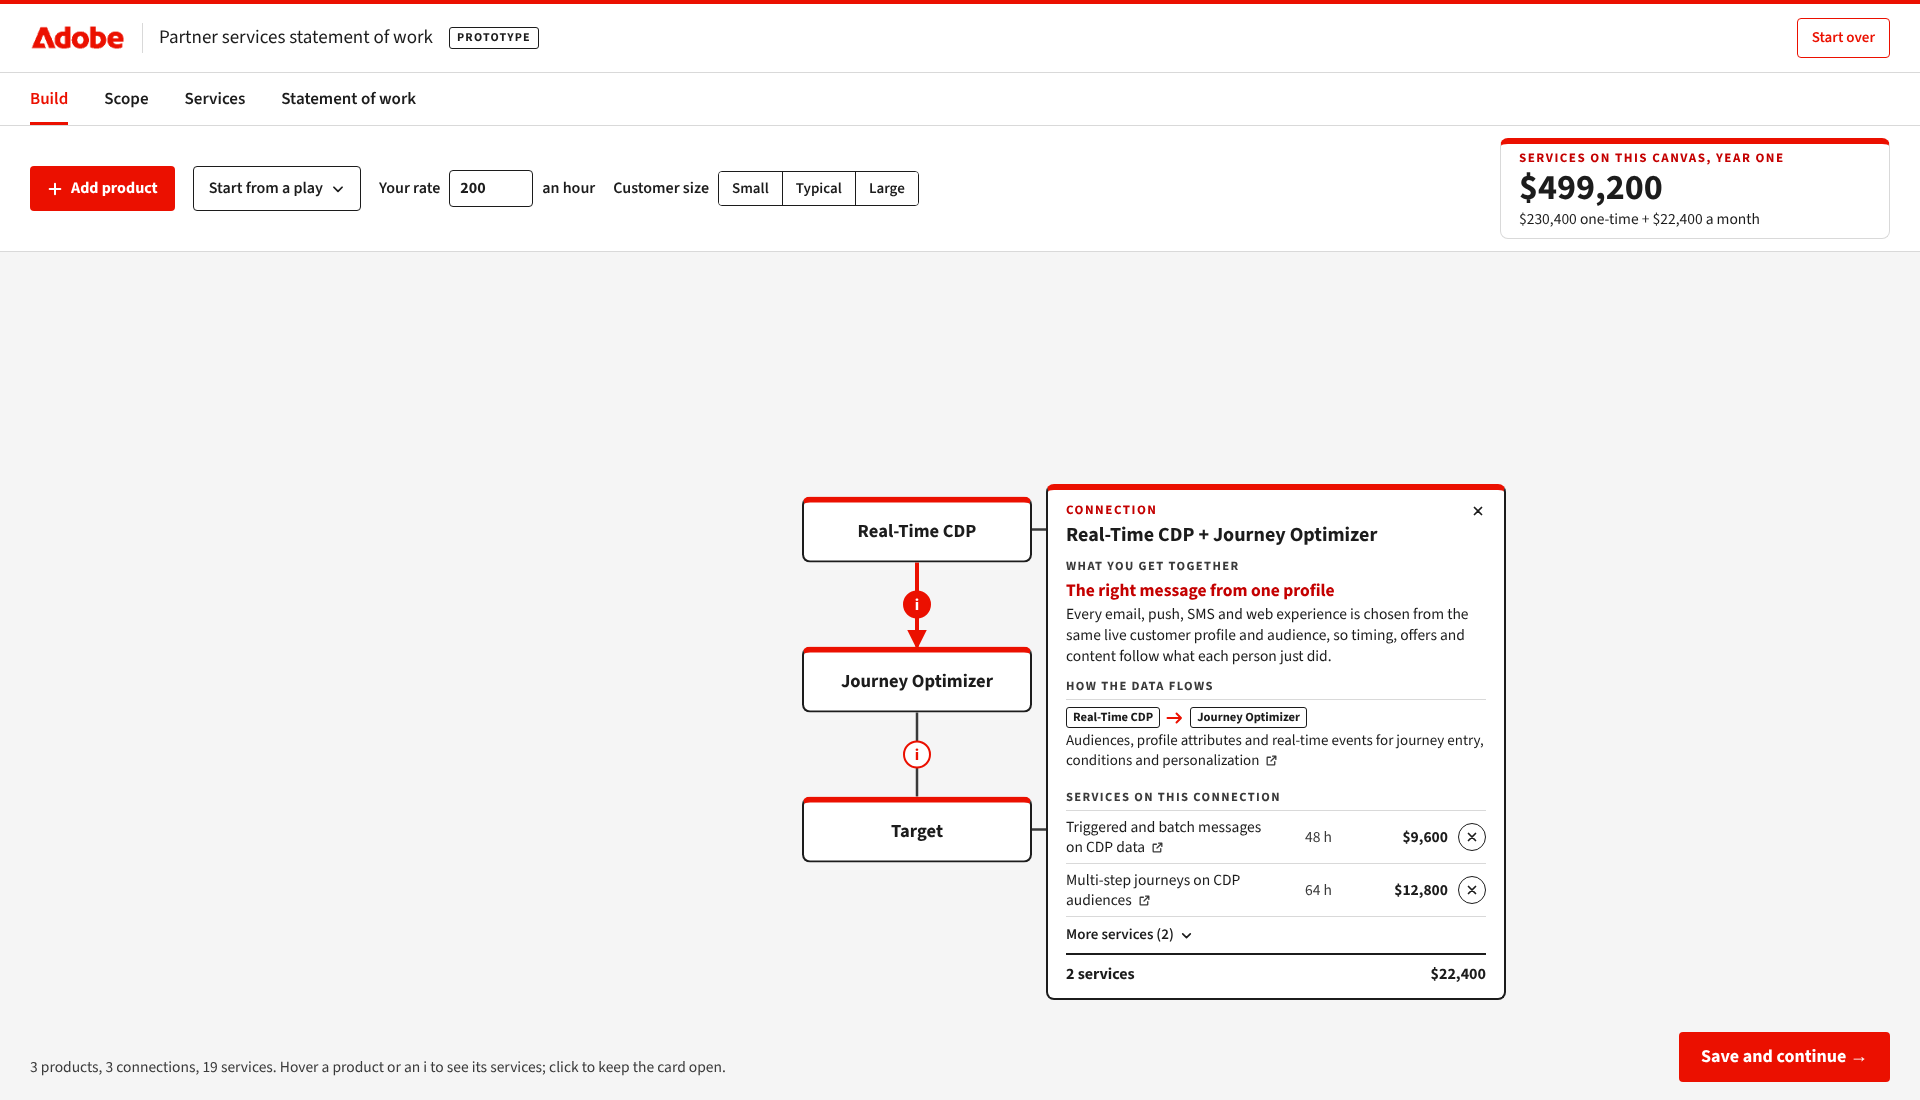 Adobe
Partner services statement of work
PROTOTYPE
Start over
Build
Scope
Services
Statement of work
Add product
Start from a play
Your rate
200
an hour
Customer size
Small
Typical
Large
SERVICES ON THIS CANVAS, YEAR ONE
$499,200
$230,400 one-time + $22,400 a month
Real-Time CDP
i
Journey Optimizer
i
Target
CONNECTION
Real-Time CDP + Journey Optimizer
WHAT YOU GET TOGETHER
The right message from one profile
Every email, push, SMS and web experience is chosen from the
same live customer profile and audience, so timing, offers and
content follow what each person just did.
HOW THE DATA FLOWS
Real-Time CDP → Journey Optimizer
Audiences, profile attributes and real-time events for journey entry,
conditions and personalization
SERVICES ON THIS CONNECTION
Triggered and batch messages
on CDP data
48 h
$9,600
Multi-step journeys on CDP
audiences
64 h
$12,800
More services (2)
2 services
$22,400
3 products, 3 connections, 19 services. Hover a product or an i to see its services; click to keep the card open.
Save and continue →